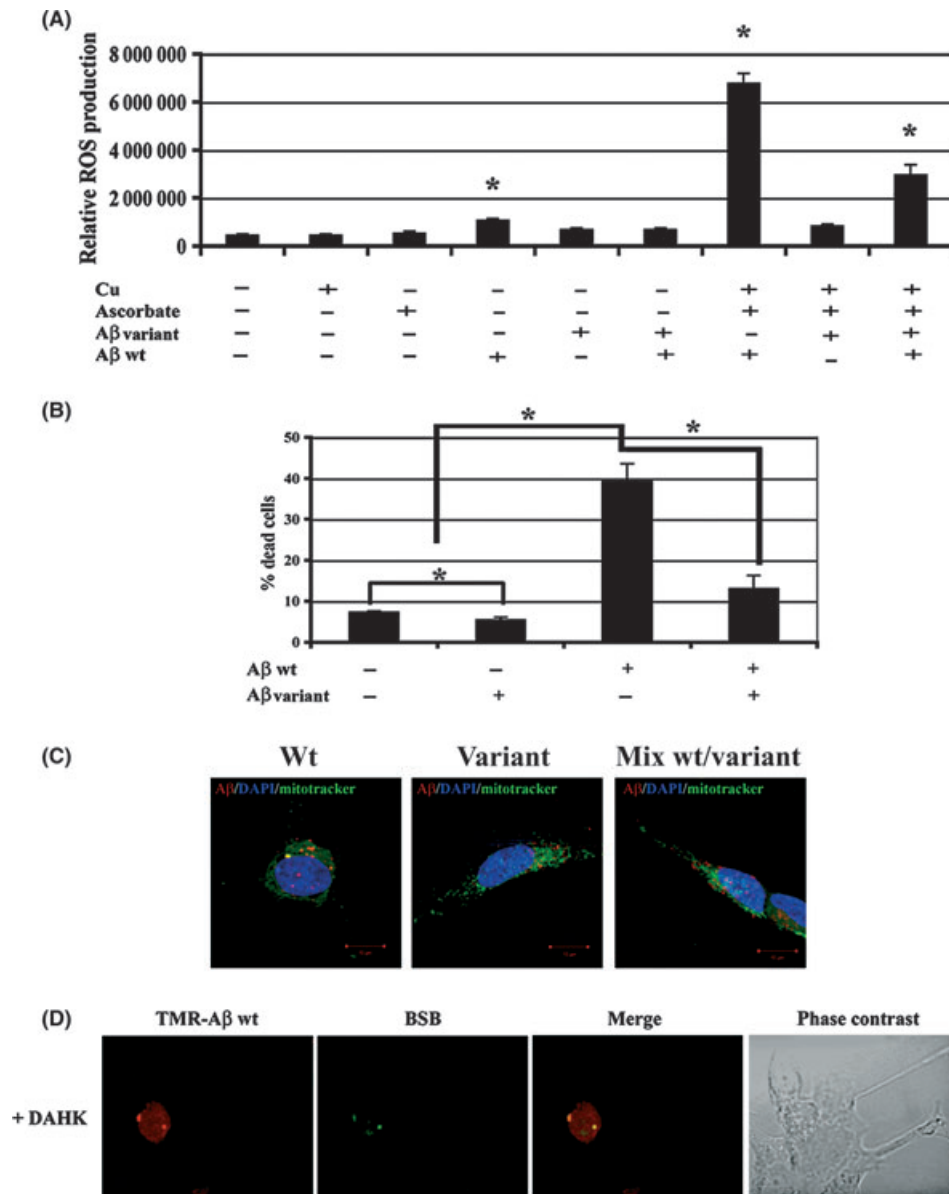 (A)
Relative ROS production
8 000 000
6 000 000
4 000 000
2 000 000
0
*
*
*
Cu – + – – – – + + +
Ascorbate – – + – – – + + +
Aβ variant – – – – + + – + +
Aβ wt – – – + – + + – +
(B)
% dead cells
50
40
30
20
10
0
*
*
*
Aβ wt – – + +
Aβ variant – + – +
(C)
Wt Variant Mix wt/variant
Aβ/DAPI/mitotracker Aβ/DAPI/mitotracker Aβ/DAPI/mitotracker
(D)
TMR-Aβ wt BSB Merge Phase contrast
+ DAHK